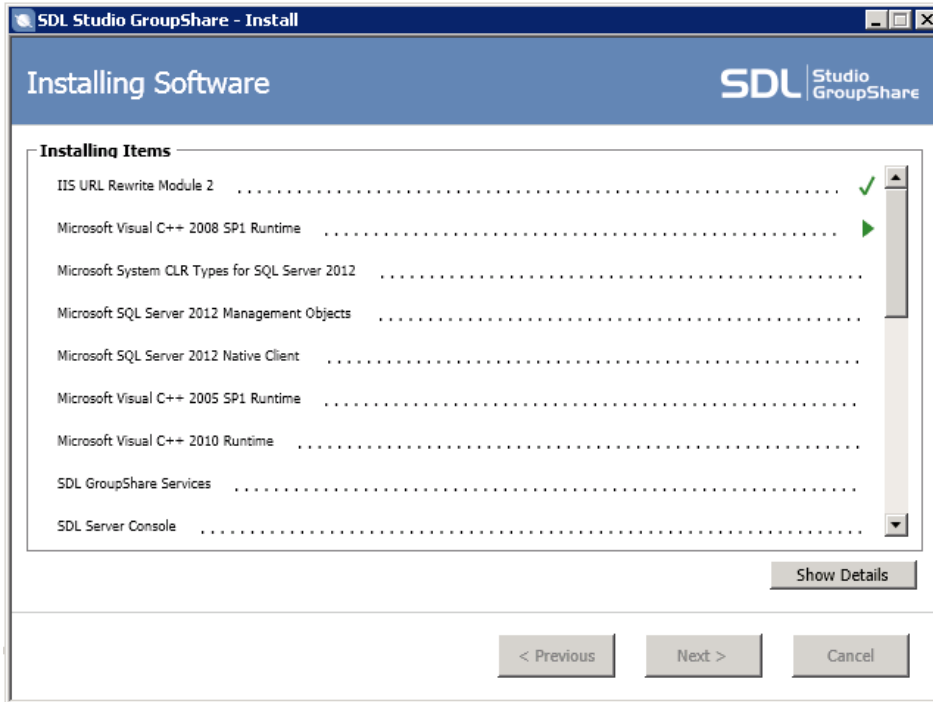 SDL Studio GroupShare - Install
Installing Software
SDL Studio GroupShare
Installing Items
IIS URL Rewrite Module 2
Microsoft Visual C++ 2008 SP1 Runtime
Microsoft System CLR Types for SQL Server 2012
Microsoft SQL Server 2012 Management Objects
Microsoft SQL Server 2012 Native Client
Microsoft Visual C++ 2005 SP1 Runtime
Microsoft Visual C++ 2010 Runtime
SDL GroupShare Services
SDL Server Console
Show Details
< Previous Next > Cancel